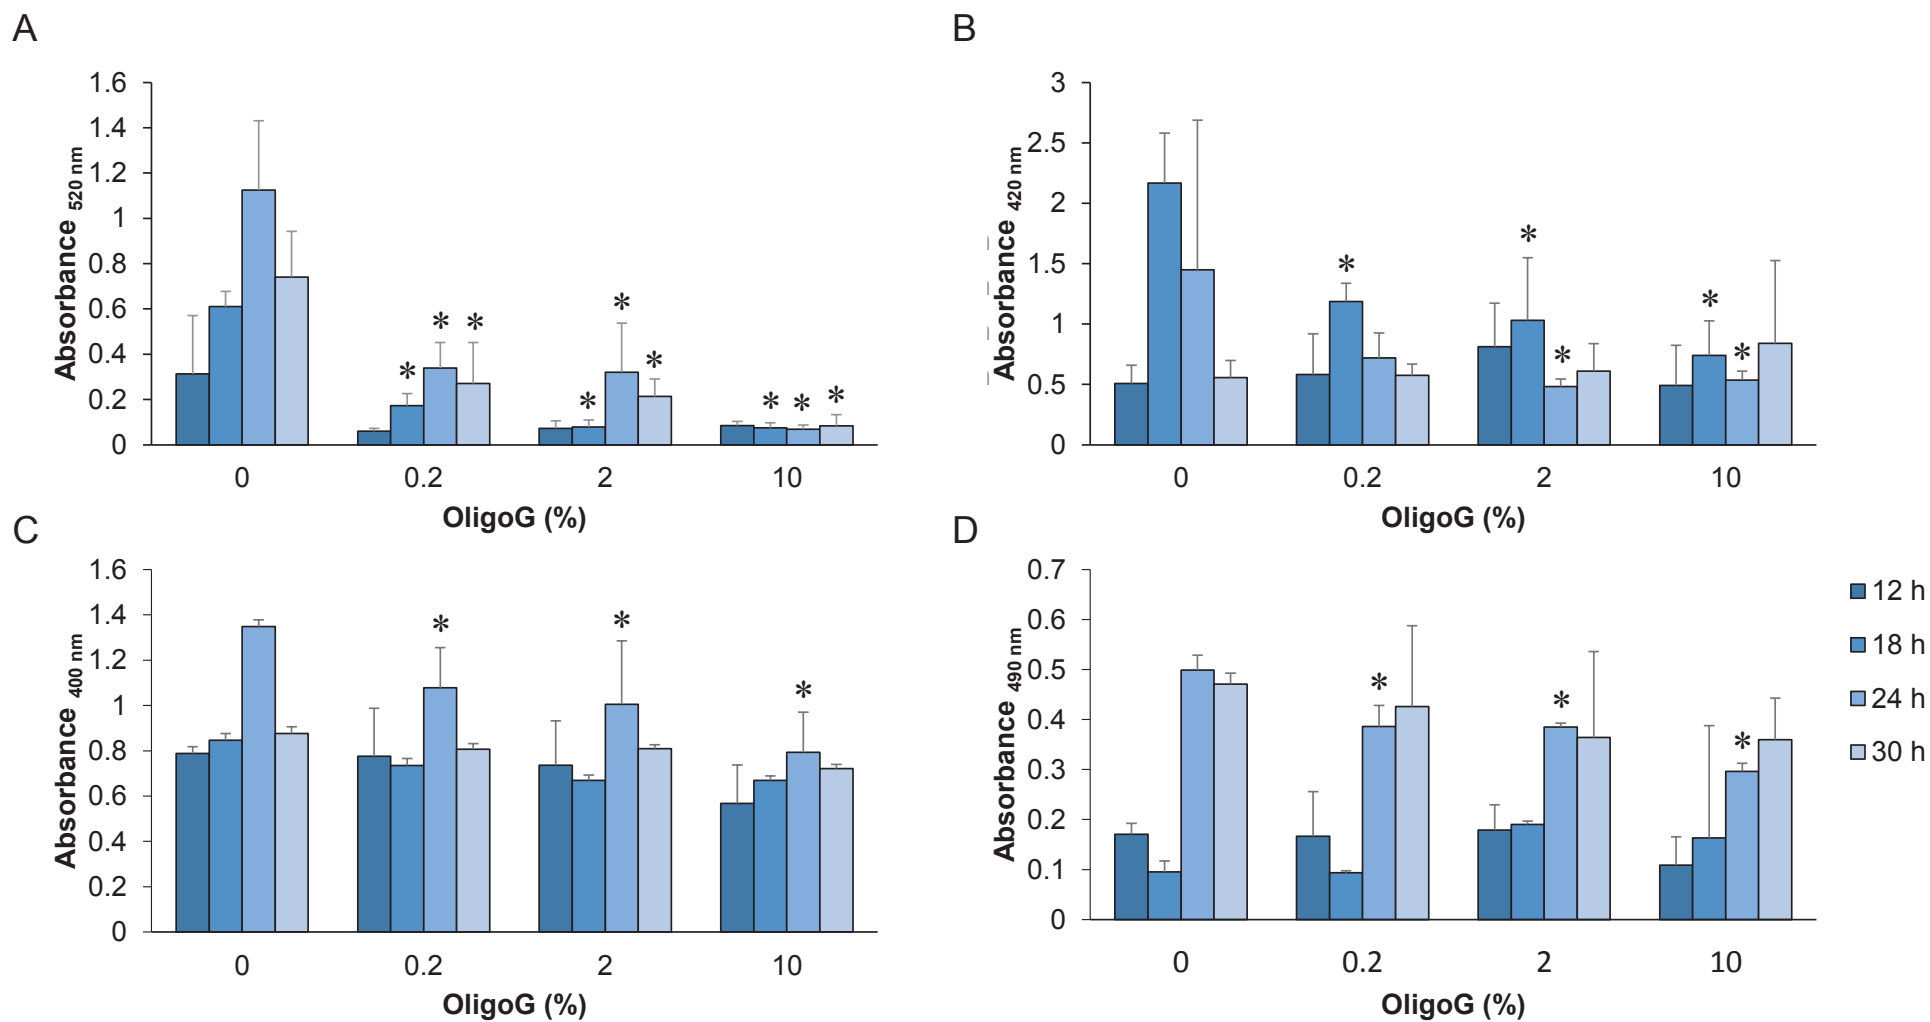 A
1.6
1.4
1.2
1
0.8
0.6
0.4
0.2
0
Absorbance 520 nm
* * *
* * *
* * *
0 0.2 2 10
OligoG (%)
B
3
2.5
2
1.5
1
0.5
0
Absorbance 420 nm
*
* *
* *
0 0.2 2 10
OligoG (%)
C
1.6
1.4
1.2
1
0.8
0.6
0.4
0.2
0
Absorbance 400 nm
* * *
0 0.2 2 10
OligoG (%)
D
0.7
0.6
0.5
0.4
0.3
0.2
0.1
0
Absorbance 490 nm
* * *
0 0.2 2 10
OligoG (%)
12 h
18 h
24 h
30 h